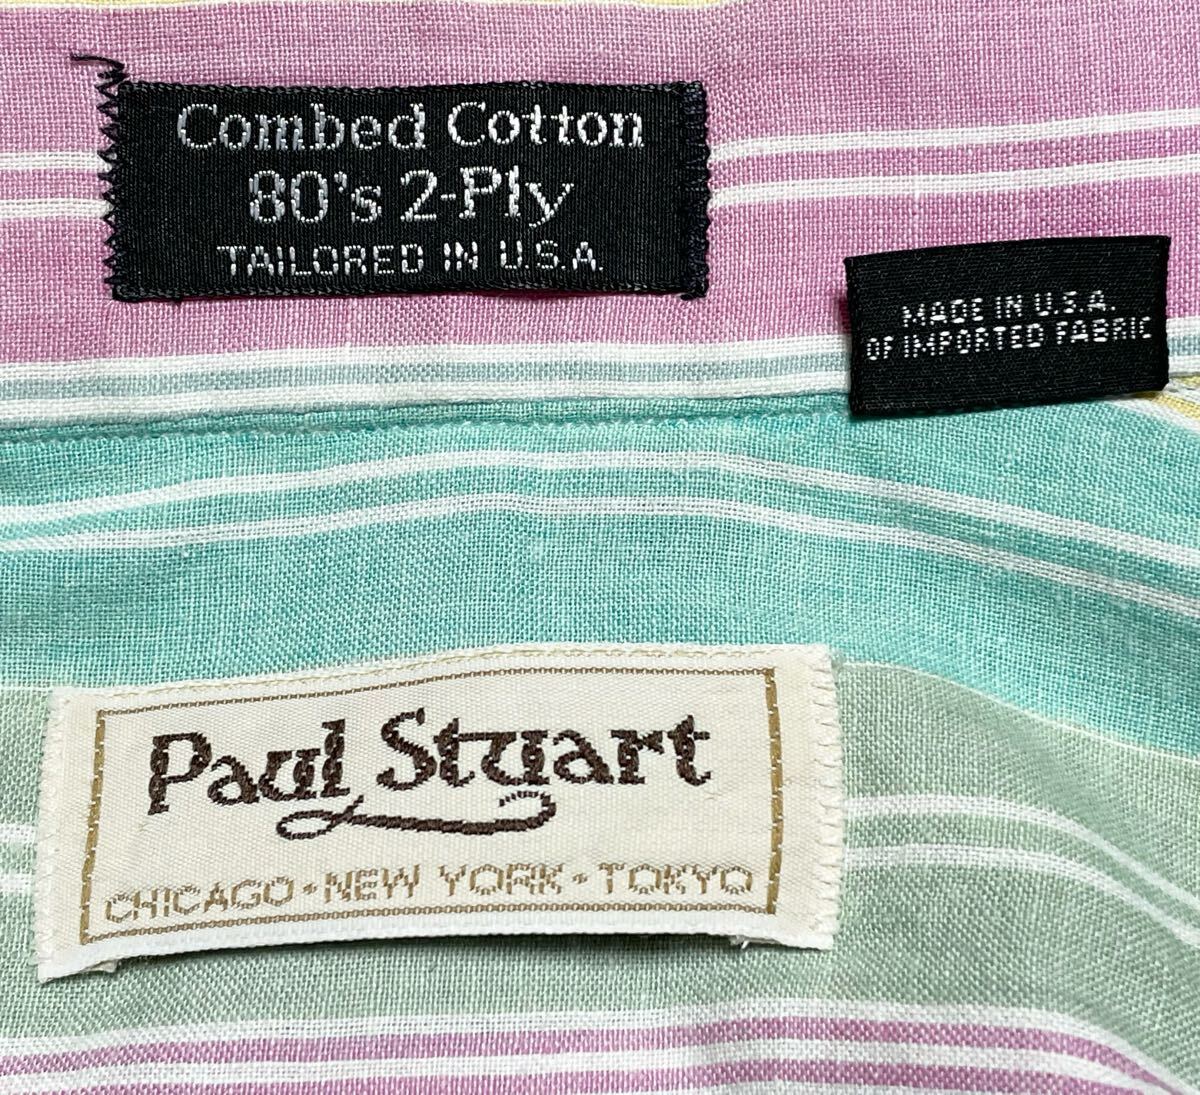 Combed Cotton
80's 2-Ply
TAILORED IN U.S.A.
MADE IN U.S.A.
OF IMPORTED FABRIC
Paul Stuart
CHICAGO · NEW YORK · TOKYO